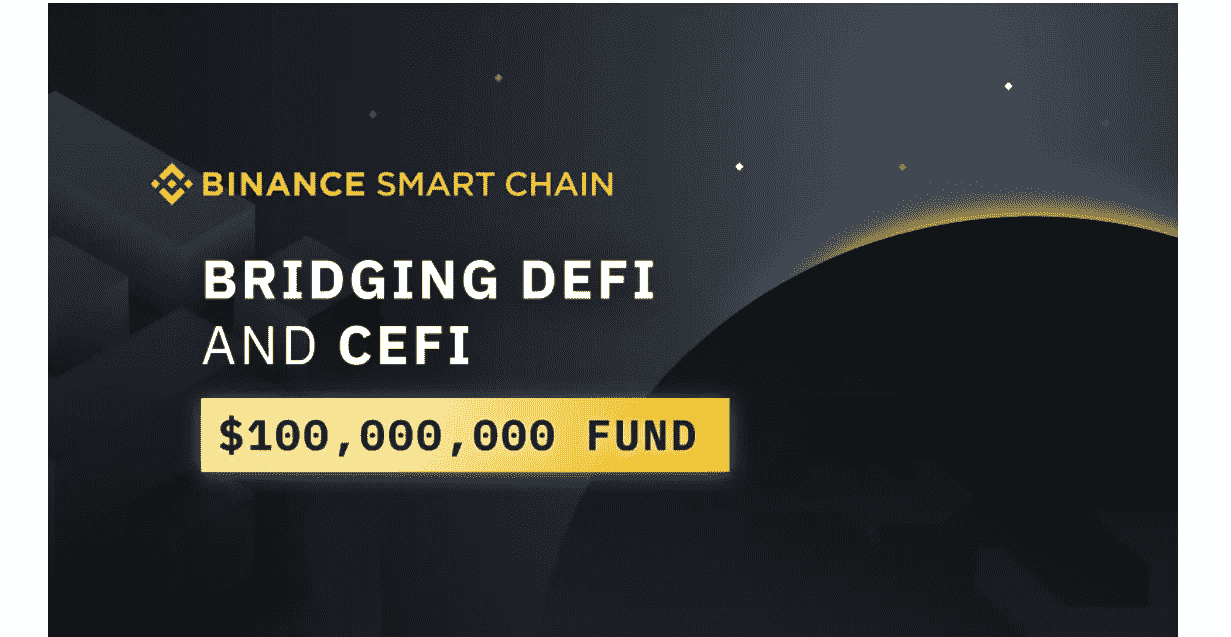 BINANCE SMART CHAIN
BRIDGING DEFI
AND CEFI
$100,000,000 FUND